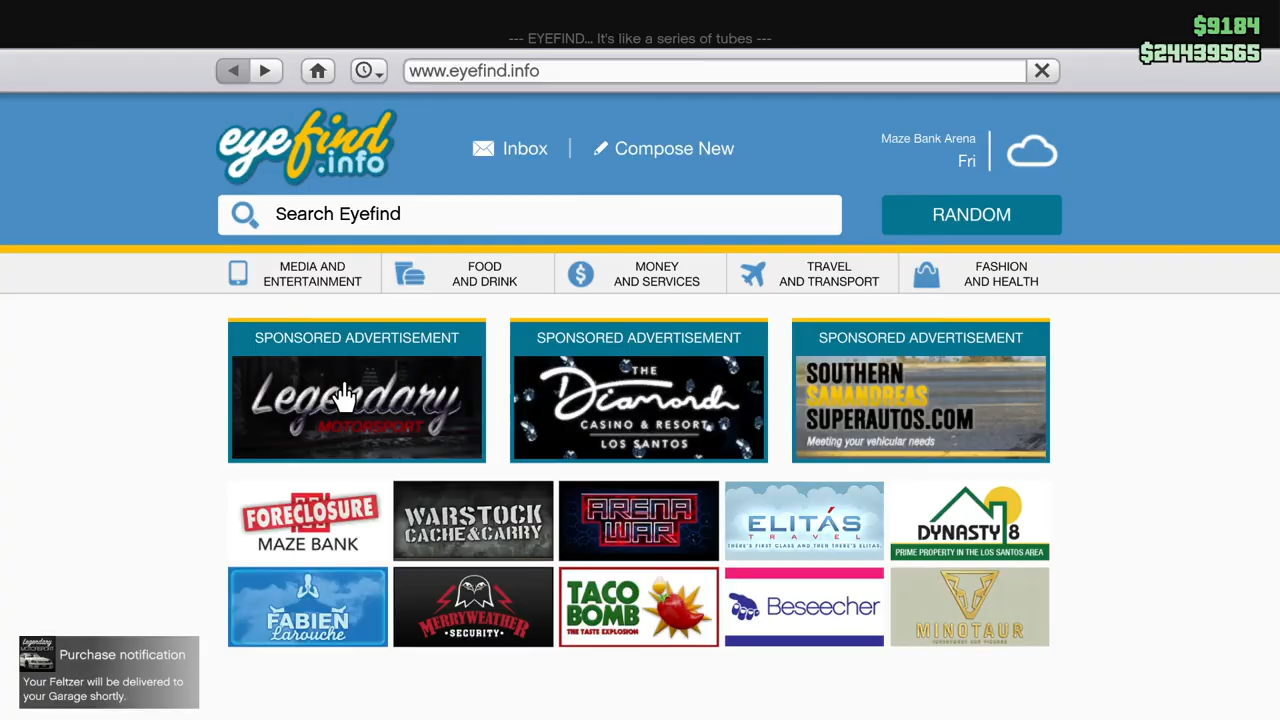 $9184
--- EYEFIND... It's like a series of tubes ---
$24439565
www.eyefind.info
eyefind
.info
Inbox
Compose New
Maze Bank Arena
Fri
Search Eyefind
RANDOM
MEDIA AND
ENTERTAINMENT
FOOD
AND DRINK
MONEY
AND SERVICES
TRAVEL
AND TRANSPORT
FASHION
AND HEALTH
SPONSORED ADVERTISEMENT
Legendary
MOTORSPORT
SPONSORED ADVERTISEMENT
THE
Diamond
CASINO & RESORT
LOS SANTOS
SPONSORED ADVERTISEMENT
SOUTHERN
SANANDREAS
SUPERAUTOS.COM
Meeting your vehicular needs
FORECLOSURE
MAZE BANK
WARSTOCK
CACHE&CARRY
ARENA
WAR
ELITÁS
TRAVEL
THERE'S FIRST CLASS AND THEN THERE'S ELITAS.
DYNASTY 8
PRIME PROPERTY IN THE LOS SANTOS AREA
FABIEN
Larouche
MERRYWEATHER
SECURITY
TACO
BOMB
THE TASTE EXPLOSION
Beseecher
MINOTAUR
Legendary
MOTORSPORT
Purchase notification
Your Feltzer will be delivered to
your Garage shortly.